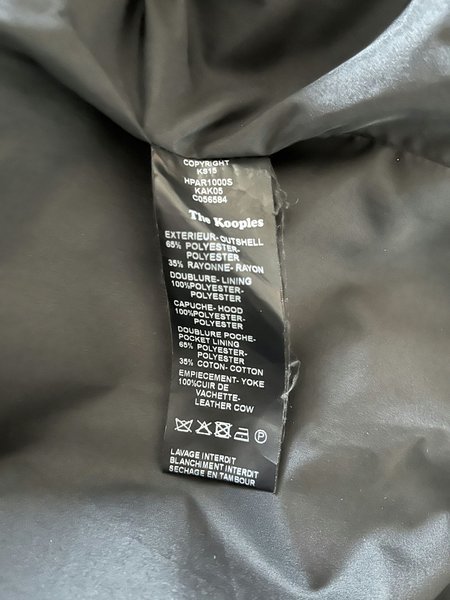 COPYRIGHT
K815
HPAR1000S
KAK05
C056584
The Kooples
EXTERIEUR- OUTSHELL
65% POLYESTER-
POLYESTER
35% RAYONNE- RAYON
DOUBLURE- LINING
100%POLYESTER-
POLYESTER
CAPUCHE- HOOD
100%POLYESTER-
POLYESTER
DOUBLURE POCHE-
POCKET LINING
65% POLYESTER-
POLYESTER
35% COTON- COTTON
EMPIECEMENT- YOKE
100%CUIR DE
VACHETTE-
LEATHER COW
P
LAVAGE INTERDIT
BLANCHIMENT INTERDIT
SECHAGE EN TAMBOUR